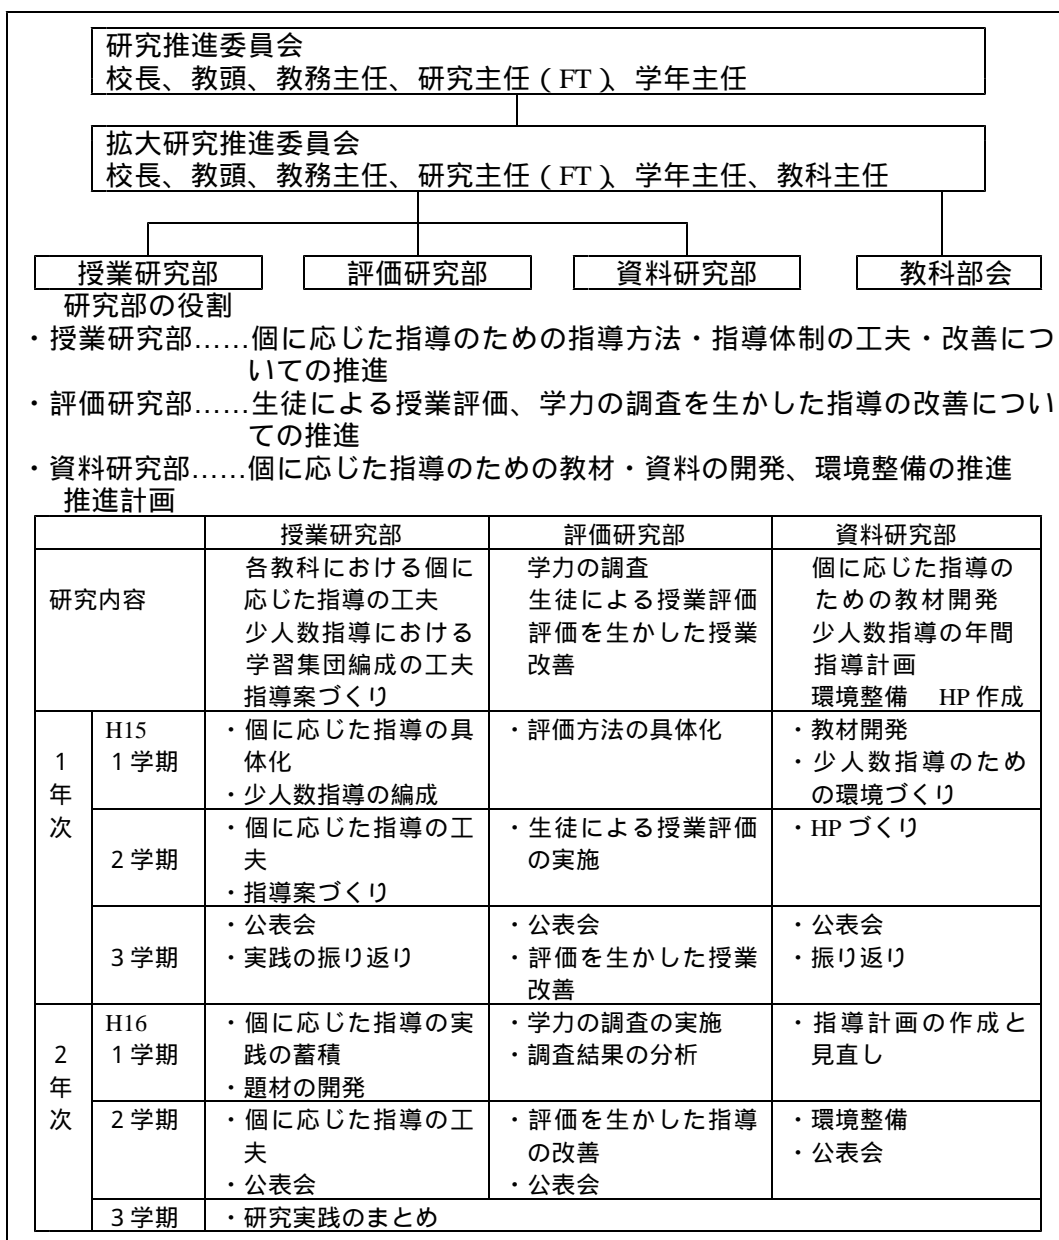 研究推進委員会
校長、教頭、教務主任、研究主任(FT)、学年主任
拡大研究推進委員会
校長、教頭、教務主任、研究主任(FT)、学年主任、教科主任
授業研究部 評価研究部 資料研究部 教科部会
研究部の役割
・授業研究部……個に応じた指導のための指導方法・指導体制の工夫・改善につ
いての推進
・評価研究部……生徒による授業評価、学力の調査を生かした指導の改善につい
ての推進
・資料研究部……個に応じた指導のための教材・資料の開発、環境整備の推進
推進計画
授業研究部 評価研究部 資料研究部
研究内容
各教科における個に
応じた指導の工夫
少人数指導における
学習集団編成の工夫
指導案づくり
学力の調査
生徒による授業評価
評価を生かした授業
改善
個に応じた指導の
ための教材開発
少人数指導の年間
指導計画
環境整備 HP作成
1
年
次
H15
1学期
・個に応じた指導の具
体化
・少人数指導の編成
・評価方法の具体化
・教材開発
・少人数指導のため
の環境づくり
2学期
・個に応じた指導の工
夫
・指導案づくり
・生徒による授業評価
の実施
・HPづくり
3学期
・公表会
・実践の振り返り
・公表会
・評価を生かした授業
改善
・公表会
・振り返り
2
年
次
H16
1学期
・個に応じた指導の実
践の蓄積
・題材の開発
・学力の調査の実施
・調査結果の分析
・指導計画の作成と
見直し
2学期
・個に応じた指導の工
夫
・公表会
・評価を生かした指導
の改善
・公表会
・環境整備
・公表会
3学期
・研究実践のまとめ